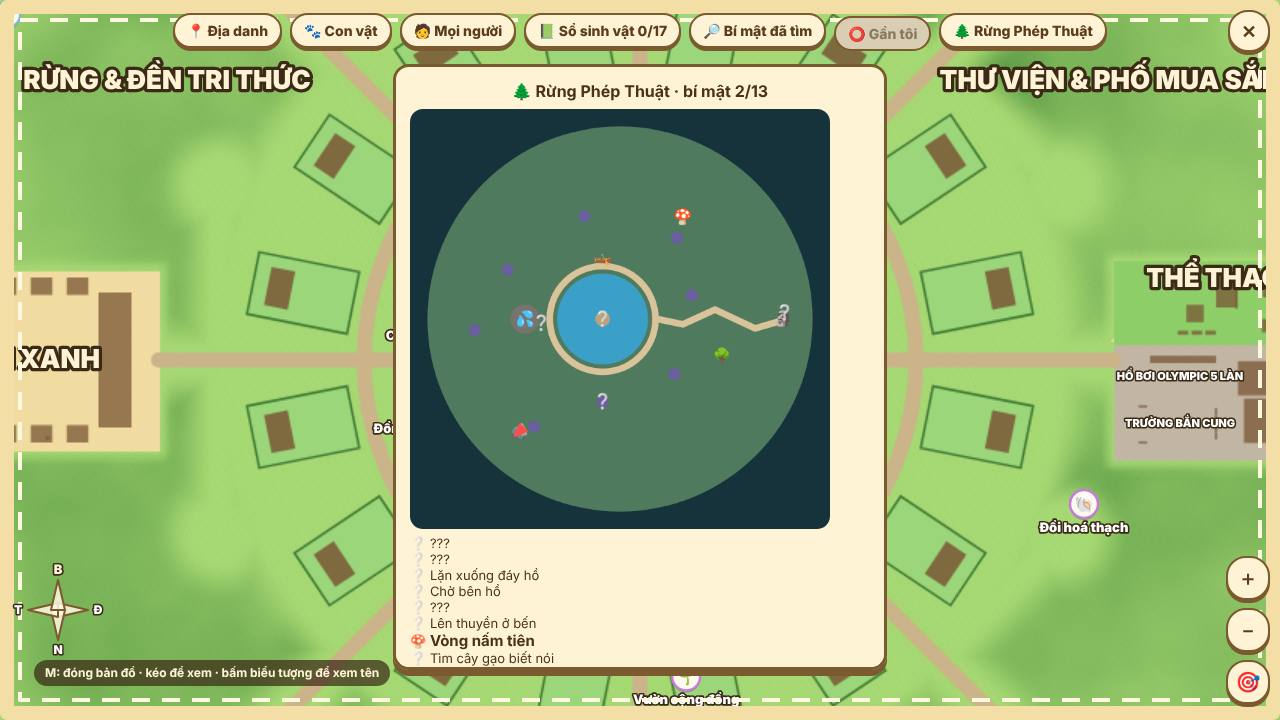 Địa danh
Con vật
Mọi người
Sổ sinh vật 0/17
Bí mật đã tìm
Gần tôi
Rừng Phép Thuật
RỪNG & ĐỀN TRI THỨC
THƯ VIỆN & PHỐ MUA SẮ
Rừng Phép Thuật · bí mật 2/13
THỂ THAO
XANH
HỒ BƠI OLYMPIC 5 LÀN
TRƯỜNG BẮN CUNG
Đồi hoá thạch
B
T
Đ
N
???
???
Lặn xuống đáy hồ
Chờ bên hồ
???
Lên thuyền ở bến
Vòng nấm tiên
Tìm cây gạo biết nói
M: đóng bản đồ · kéo để xem · bấm biểu tượng để xem tên
Vườn cộng đồng